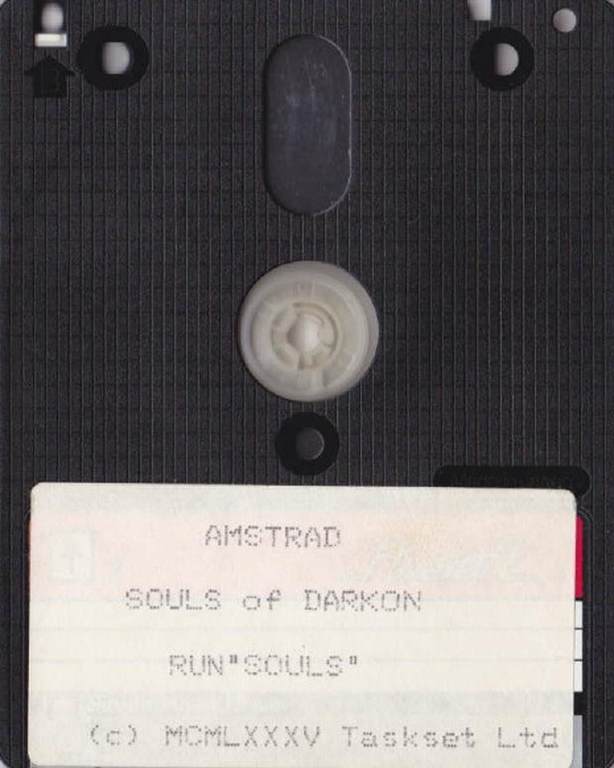 AMSTRAD
SOULS of DARKON
RUN"SOULS"
(c) MCMLXXXV Taskset Ltd